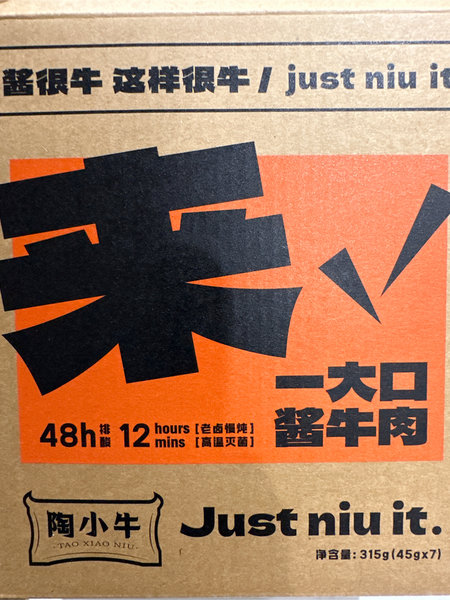 酱很牛 这样很牛 / just niu it
来
一大口
酱牛肉
48h 排酸 12 hours [老卤慢炖]
mins [高温灭菌]
陶小牛
·TAO XIAO NIU·
Just niu it.
净含量: 315g(45gx7)